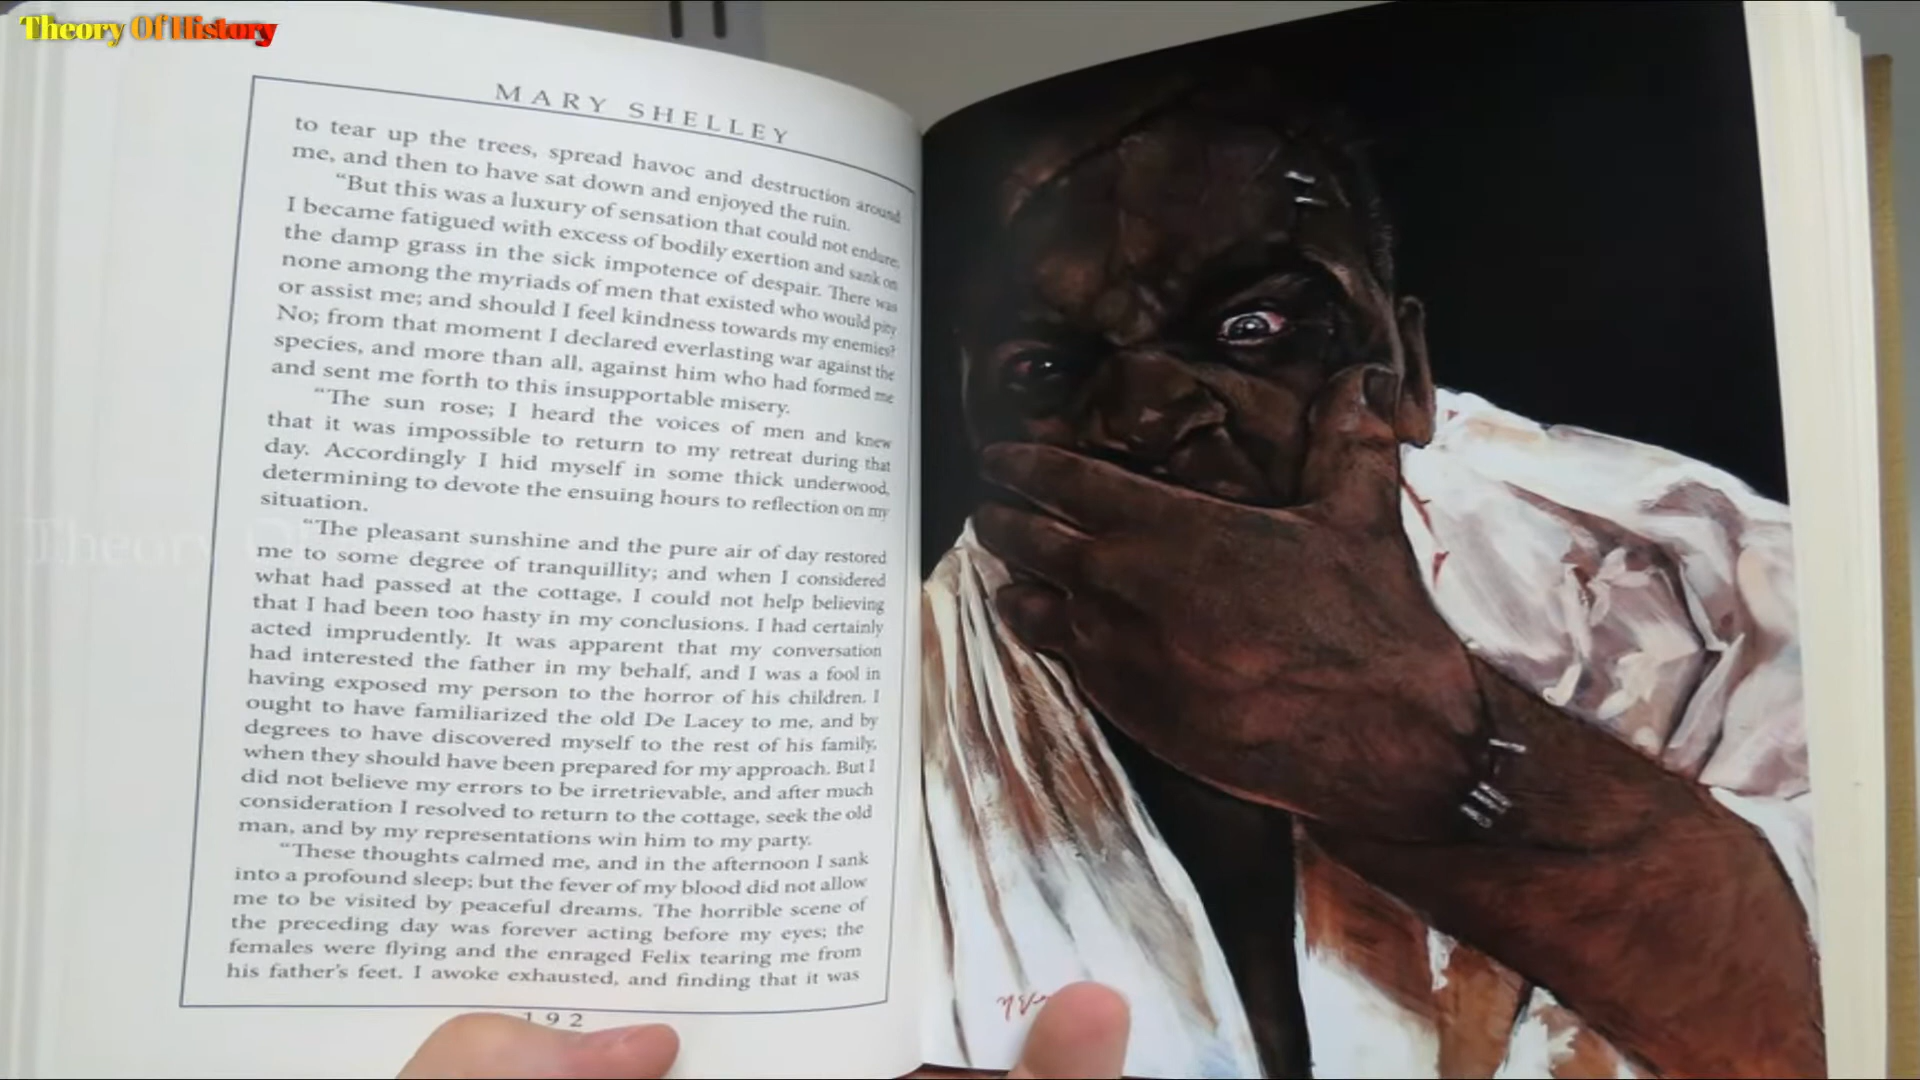 Theory Of History
MARY SHELLEY
to tear up the trees, spread havoc and destruction around
me, and then to have sat down and enjoyed the ruin.
“But this was a luxury of sensation that could not endure;
I became fatigued with excess of bodily exertion and sank on
the damp grass in the sick impotence of despair. There was
none among the myriads of men that existed who would pity
or assist me; and should I feel kindness towards my enemies?
No; from that moment I declared everlasting war against the
species, and more than all, against him who had formed me
and sent me forth to this insupportable misery.
“The sun rose; I heard the voices of men and knew
that it was impossible to return to my retreat during that
day. Accordingly I hid myself in some thick underwood,
determining to devote the ensuing hours to reflection on my
situation.
“The pleasant sunshine and the pure air of day restored
me to some degree of tranquillity; and when I considered
what had passed at the cottage, I could not help believing
that I had been too hasty in my conclusions. I had certainly
acted imprudently. It was apparent that my conversation
had interested the father in my behalf, and I was a fool in
having exposed my person to the horror of his children. I
ought to have familiarized the old De Lacey to me, and by
degrees to have discovered myself to the rest of his family,
when they should have been prepared for my approach. But I
did not believe my errors to be irretrievable, and after much
consideration I resolved to return to the cottage, seek the old
man, and by my representations win him to my party.
“These thoughts calmed me, and in the afternoon I sank
into a profound sleep; but the fever of my blood did not allow
me to be visited by peaceful dreams. The horrible scene of
the preceding day was forever acting before my eyes; the
females were flying and the enraged Felix tearing me from
his father's feet. I awoke exhausted, and finding that it was
192
Theory